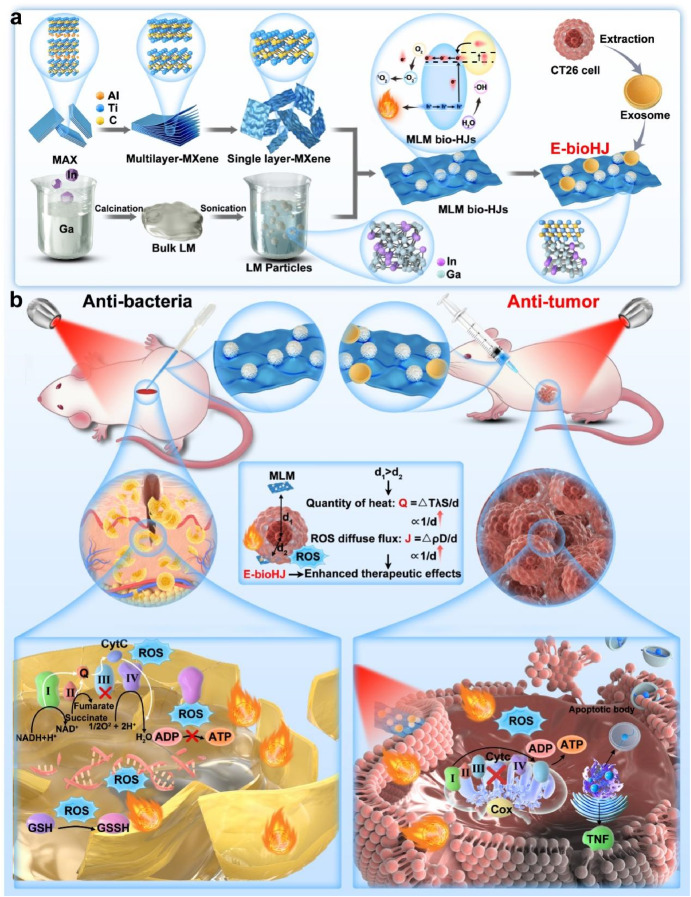 a
Al
Ti
C
MAX
Multilayer-MXene
Single layer-MXene
In
Ga
Calcination
Bulk LM
Sonication
LM Particles
In
Ga
O₂
¹O₂
·O₂⁻
·OH
H₂O
e⁻ e⁻ e⁻
h⁺ h⁺ h⁺
MLM bio-HJs
MLM bio-HJs
CT26 cell
Extraction
Exosome
E-bioHJ
b
Anti-bacteria
Anti-tumor
MLM
d₁
d₂
ROS
E-bioHJ
d₁>d₂
Quantity of heat: Q =△TλS/d
∝1/d
ROS diffuse flux: J =△ρD/d
∝1/d
Enhanced therapeutic effects
CytC
ROS
Q
I
II
III
IV
Fumarate
Succinate
1/2O² + 2H⁺
NADH+H⁺
NAD⁺
H₂O
ROS
ADP
ATP
ROS
ROS
GSH
GSSH
Apoptotic body
ROS
ADP
ATP
Cytc
I
II
III
IV
Cox
TNF